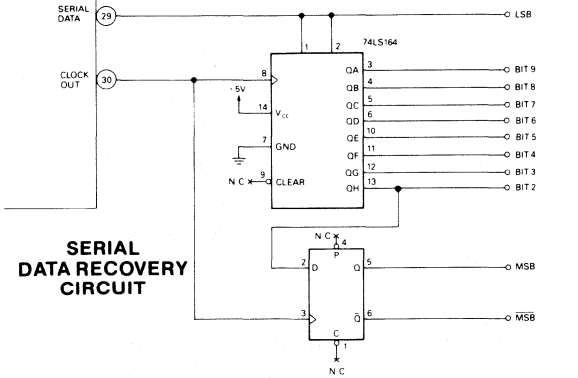 SERIAL
DATA
29
LSB
1
2
74LS164
CLOCK
OUT
30
8
QA
3
BIT 9
QB
4
BIT 8
- 5V
QC
5
BIT 7
14
VCC
QD
6
BIT 6
QE
10
BIT 5
7
GND
QF
11
BIT 4
QG
12
BIT 3
NC
9
CLEAR
QH
13
BIT 2
SERIAL
DATA RECOVERY
CIRCUIT
NC
4
P
2
D
Q
5
MSB
3
Q̅
6
M̅S̅B̅
C
1
NC